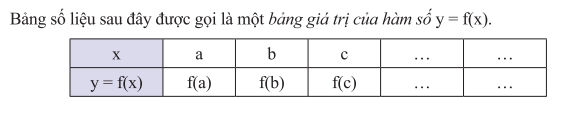 Bảng số liệu sau đây được gọi là một bảng giá trị của hàm số y = f(x).
x a b c … …
y = f(x) f(a) f(b) f(c) … …